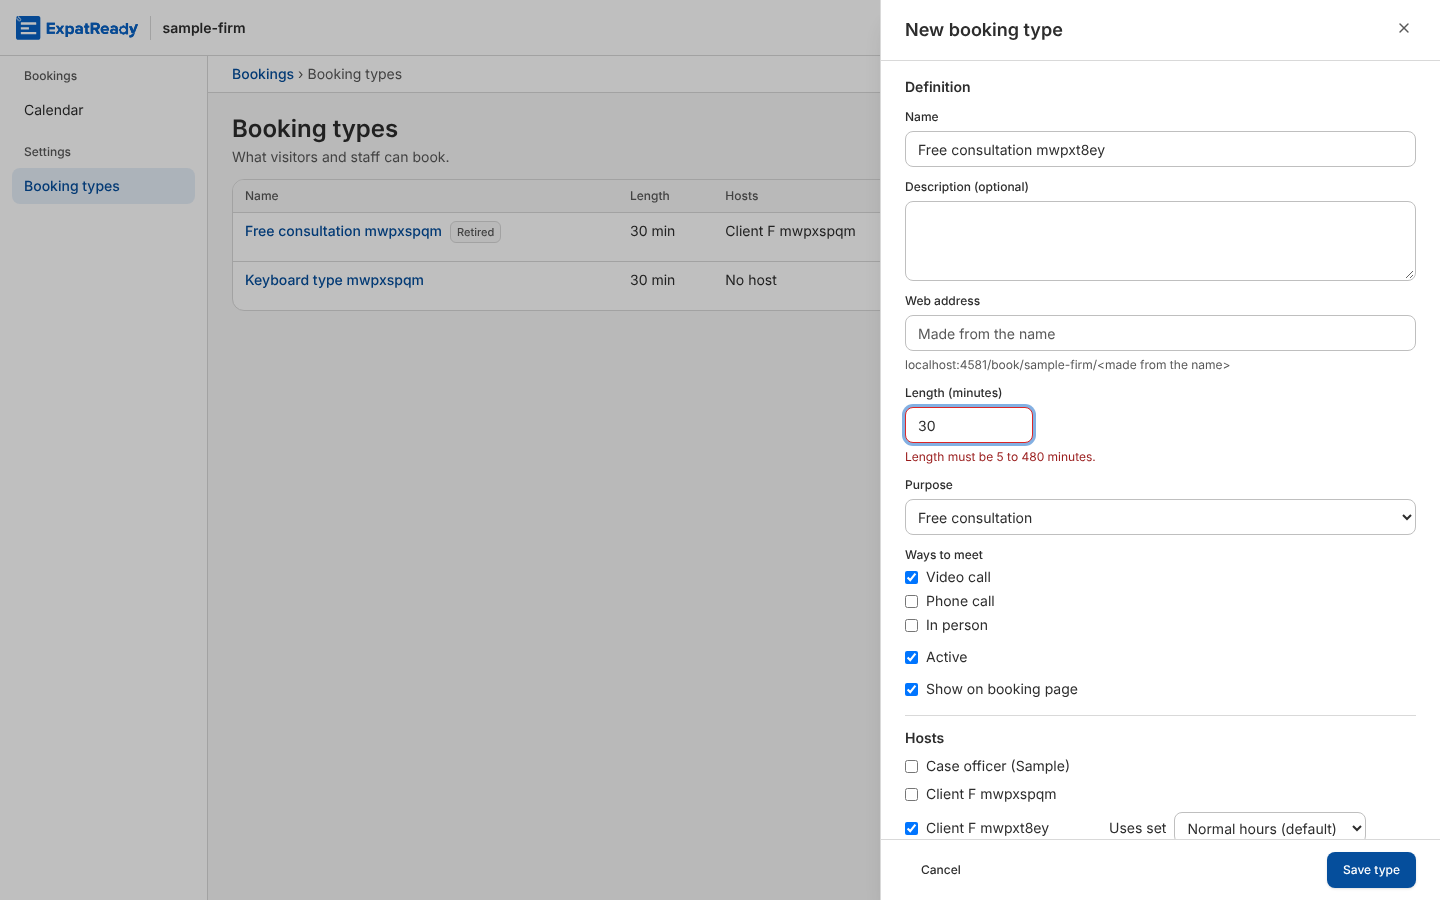 ExpatReady
sample-firm
Bookings
Calendar
Settings
Booking types
Bookings › Booking types
Booking types
What visitors and staff can book.
Name Length Hosts
Free consultation mwpxspqm Retired 30 min Client F mwpxspqm
Keyboard type mwpxspqm 30 min No host
New booking type
Definition
Name
Free consultation mwpxt8ey
Description (optional)
Web address
Made from the name
localhost:4581/book/sample-firm/<made from the name>
Length (minutes)
30
Length must be 5 to 480 minutes.
Purpose
Free consultation
Ways to meet
Video call
Phone call
In person
Active
Show on booking page
Hosts
Case officer (Sample)
Client F mwpxspqm
Client F mwpxt8ey Uses set Normal hours (default)
Cancel Save type